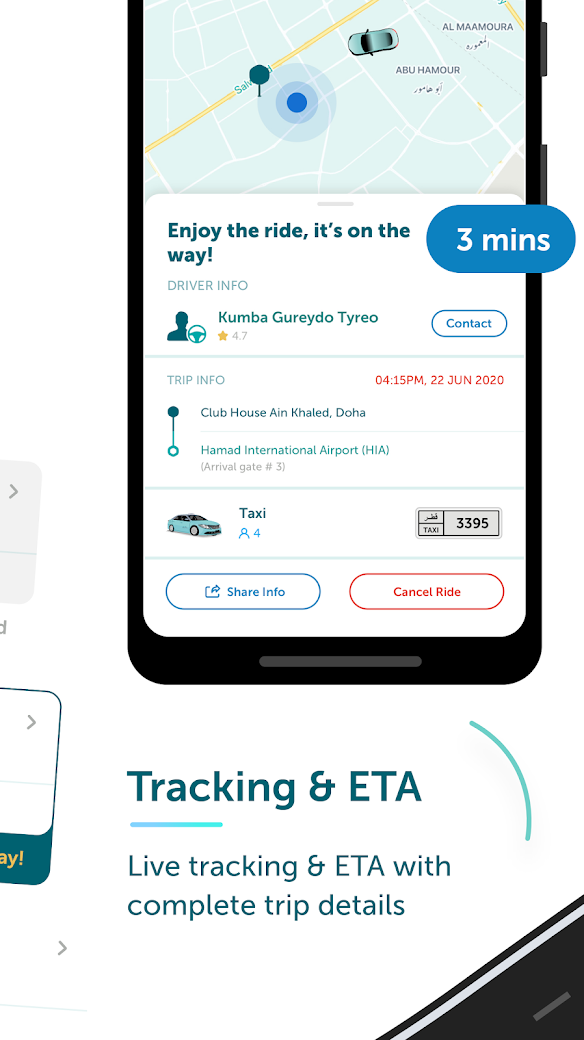 AL MAAMOURA
المعموره
ABU HAMOUR
أبو هامور
Enjoy the ride, it's on the
way!
3 mins
DRIVER INFO
Kumba Gureydo Tyreo
4.7
Contact
TRIP INFO
04:15PM, 22 JUN 2020
Club House Ain Khaled, Doha
Hamad International Airport (HIA)
(Arrival gate # 3)
Taxi
4
قطر
TAXI
3395
Share Info
Cancel Ride
d
ay!
Tracking & ETA
Live tracking & ETA with
complete trip details